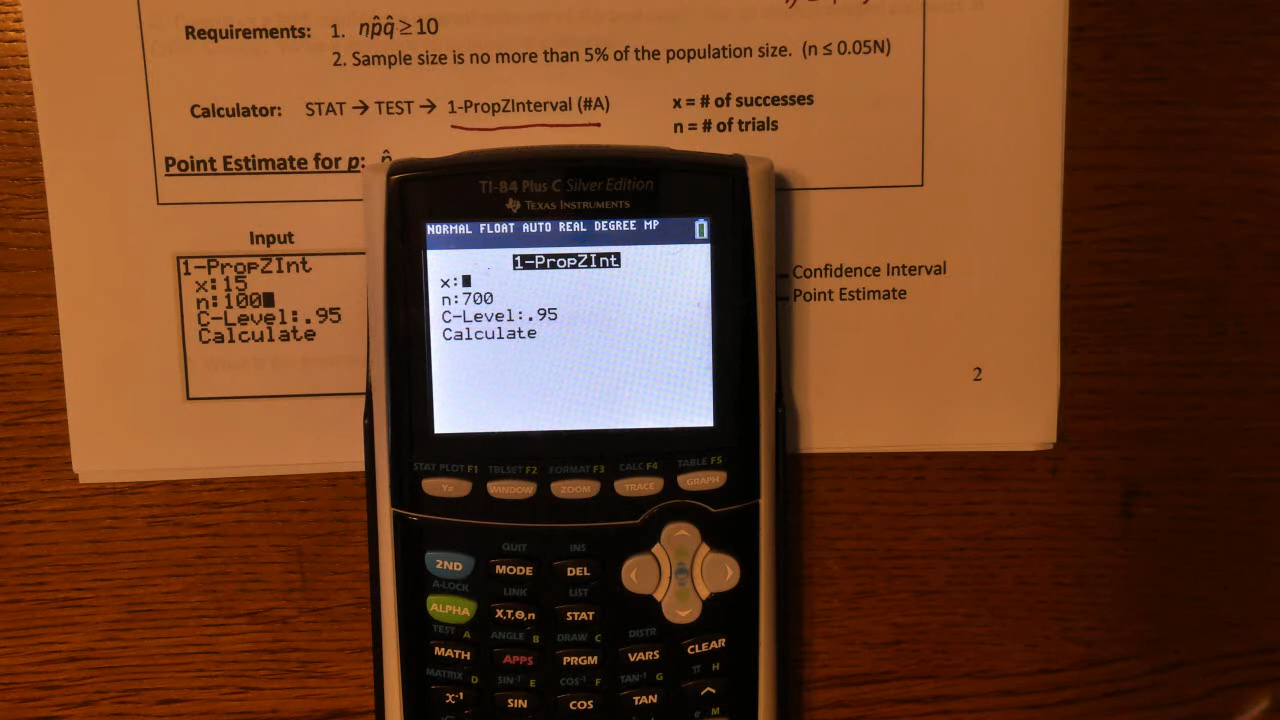 Requirements: 1. np̂q̂ ≥ 10
2. Sample size is no more than 5% of the population size. (n ≤ 0.05N)
Calculator: STAT → TEST → 1-PropZInterval (#A)
x = # of successes
n = # of trials
Point Estimate for p: p̂
Input
1-PropZInt
x:15
n:100
C-Level:.95
Calculate
Confidence Interval
Point Estimate
2
TI-84 Plus C Silver Edition
TEXAS INSTRUMENTS
NORMAL FLOAT AUTO REAL DEGREE MP
1-PropZInt
x:
n:700
C-Level:.95
Calculate
STAT PLOT F1 TBLSET F2 FORMAT F3 CALC F4 TABLE F5
Y= WINDOW ZOOM TRACE GRAPH
QUIT INS
2ND MODE DEL
A-LOCK LINK LIST
ALPHA X,T,Θ,n STAT
TEST A ANGLE B DRAW C DISTR
MATH APPS PRGM VARS CLEAR
MATRIX D SIN⁻¹ E COS⁻¹ F TAN⁻¹ G π H
x⁻¹ SIN COS TAN ^
M